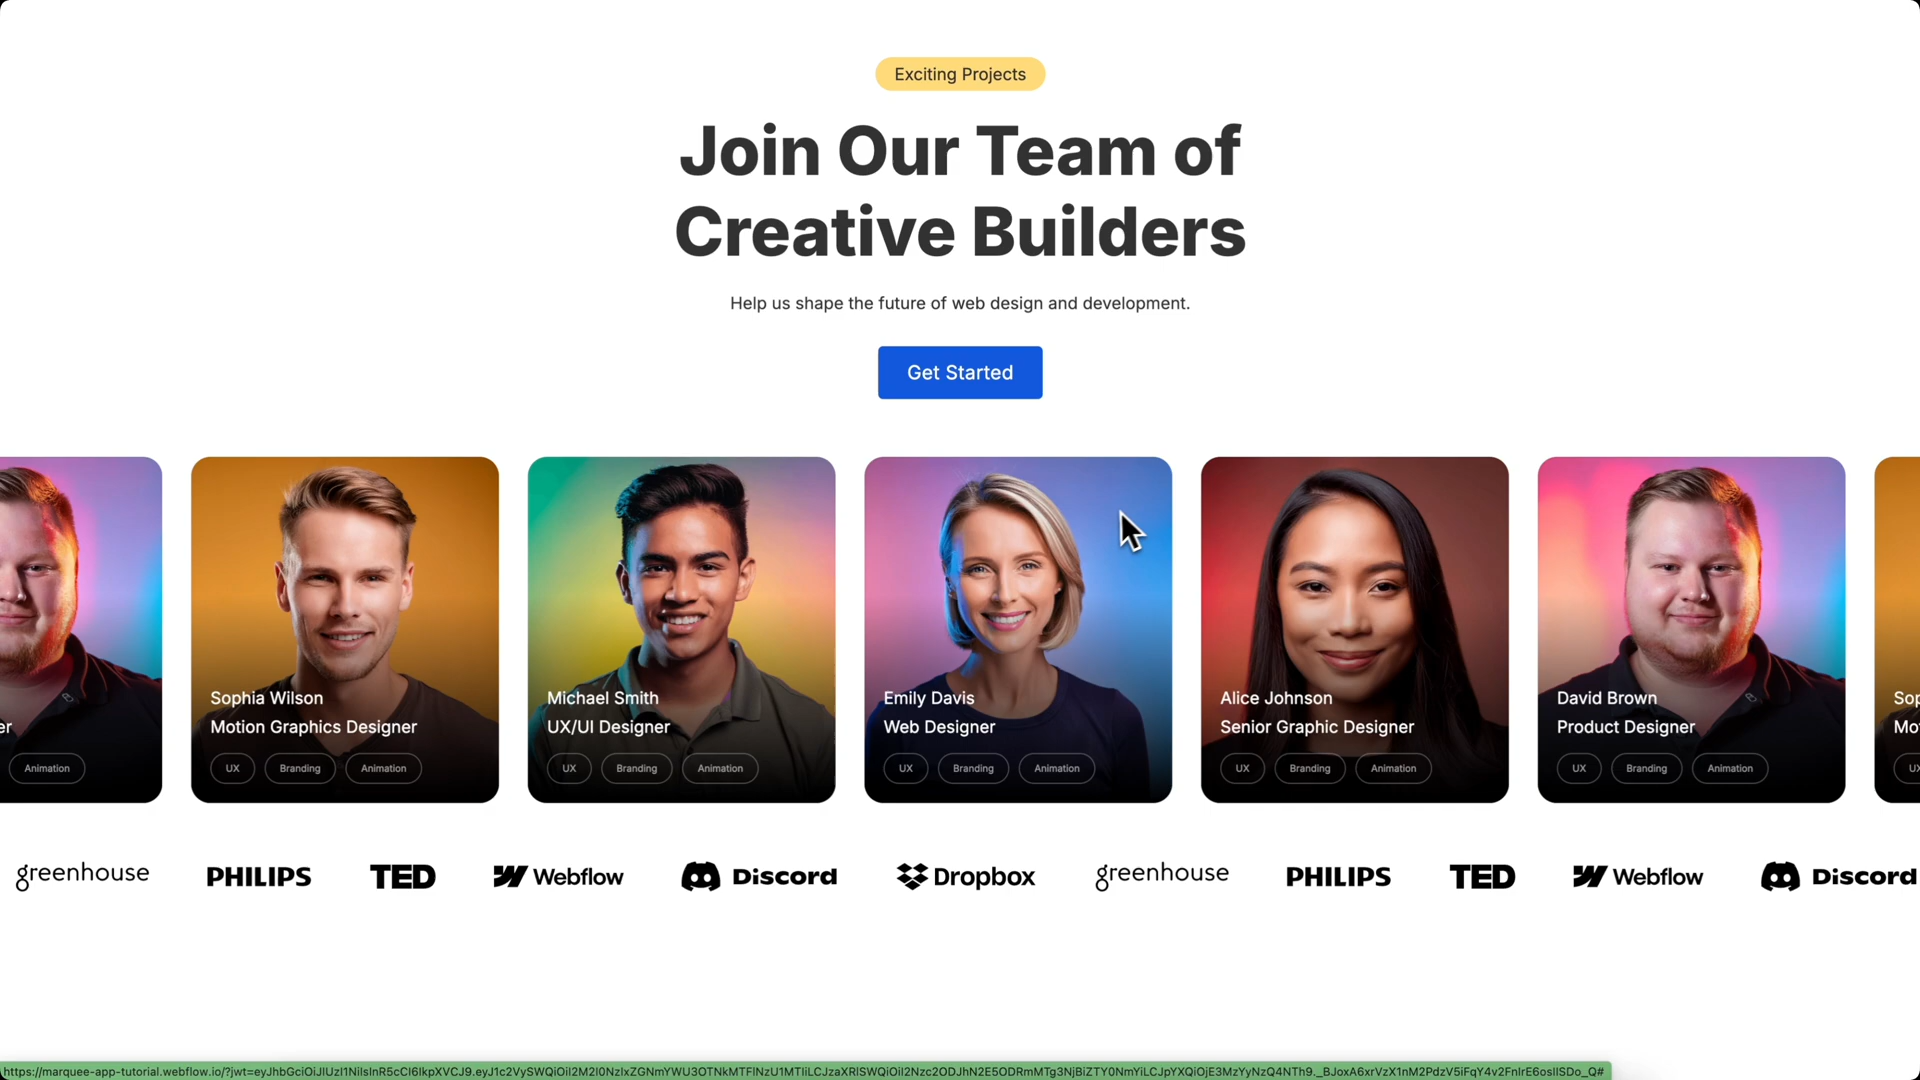 Exciting Projects
Join Our Team of
Creative Builders
Help us shape the future of web design and development.
Get Started
er
Animation
Sophia Wilson
Motion Graphics Designer
UX
Branding
Animation
Michael Smith
UX/UI Designer
UX
Branding
Animation
Emily Davis
Web Designer
UX
Branding
Animation
Alice Johnson
Senior Graphic Designer
UX
Branding
Animation
David Brown
Product Designer
UX
Branding
Animation
Sop
Mo
greenhouse
PHILIPS
TED
Webflow
Discord
Dropbox
greenhouse
PHILIPS
TED
Webflow
Discord